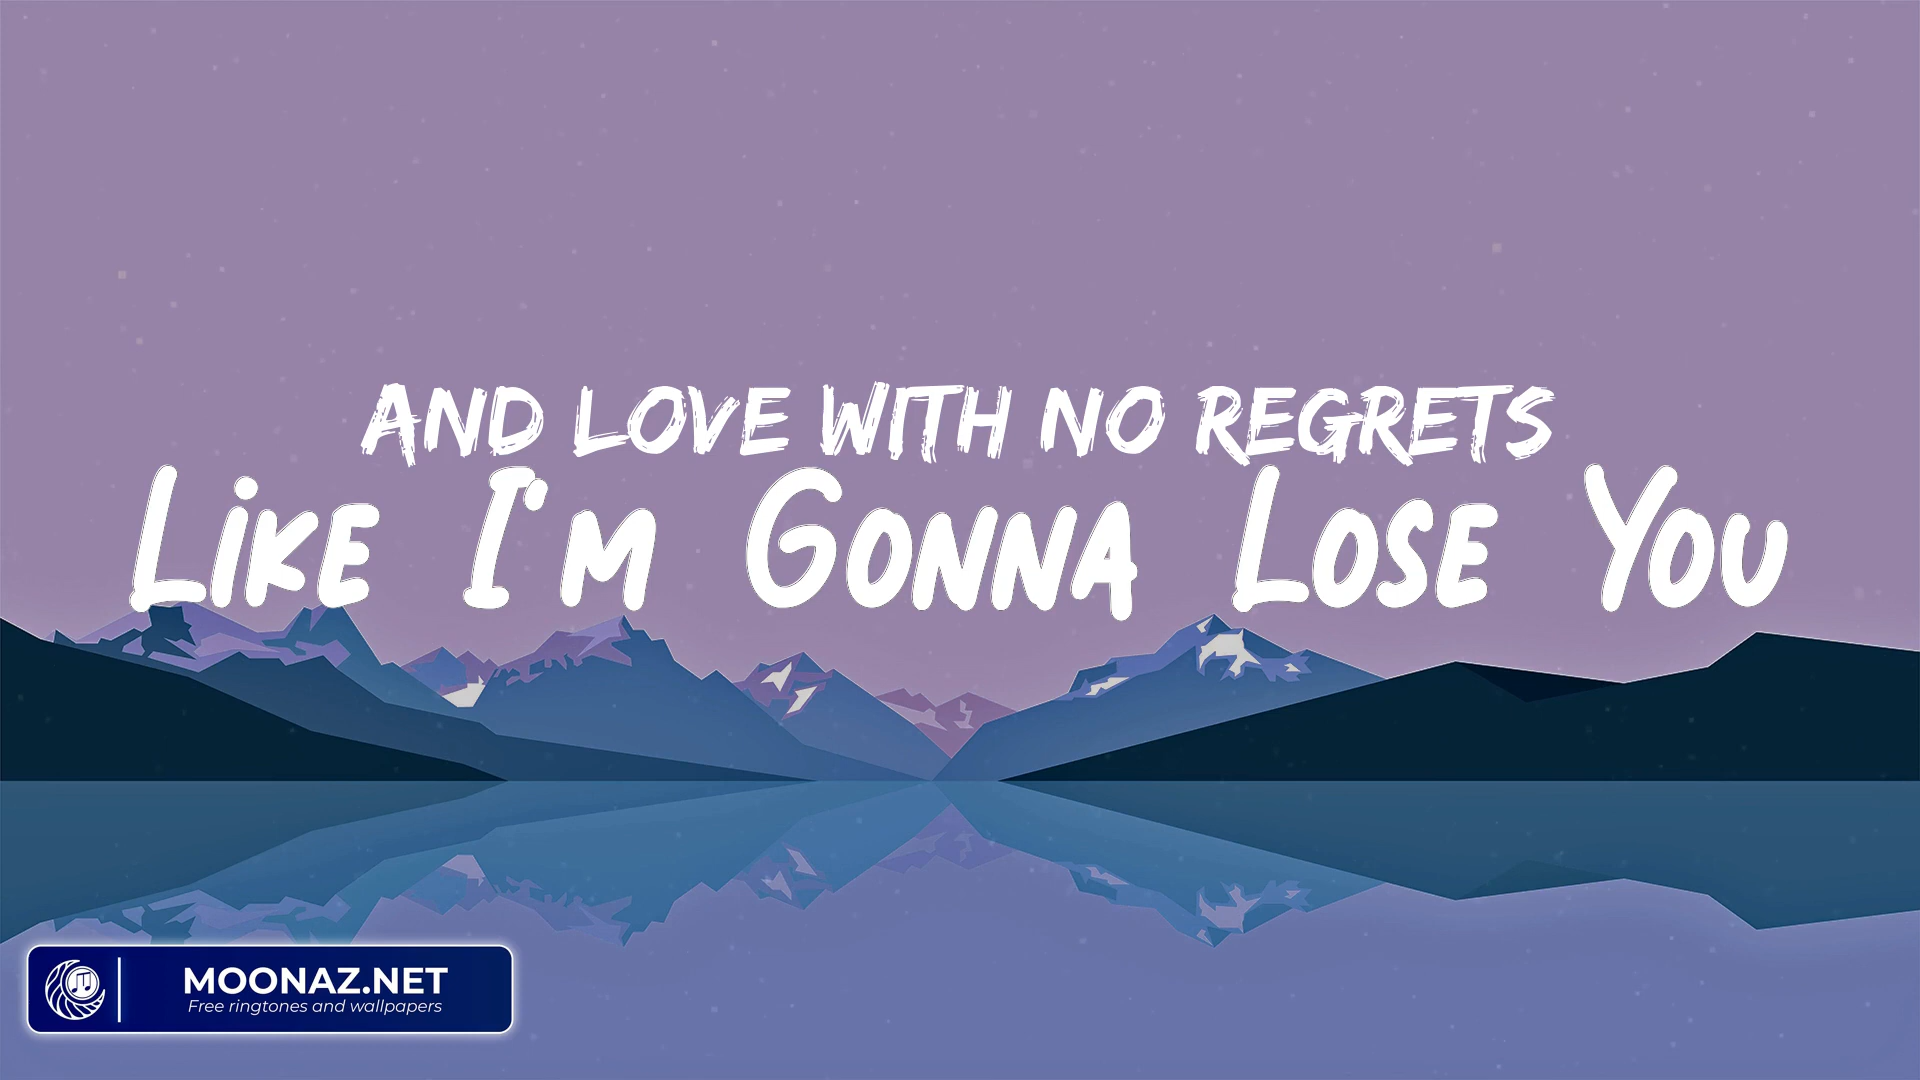 AND LOVE WITH NO REGRETS
LIKE I'M GONNA LOSE YOU
MOONAZ.NET
Free ringtones and wallpapers